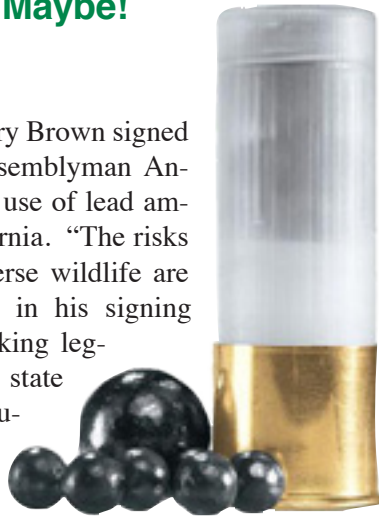 Maybe!
ry Brown signed
semblyman An-
use of lead am-
rnia. “The risks
erse wildlife are
in his signing
king leg-
state
u-